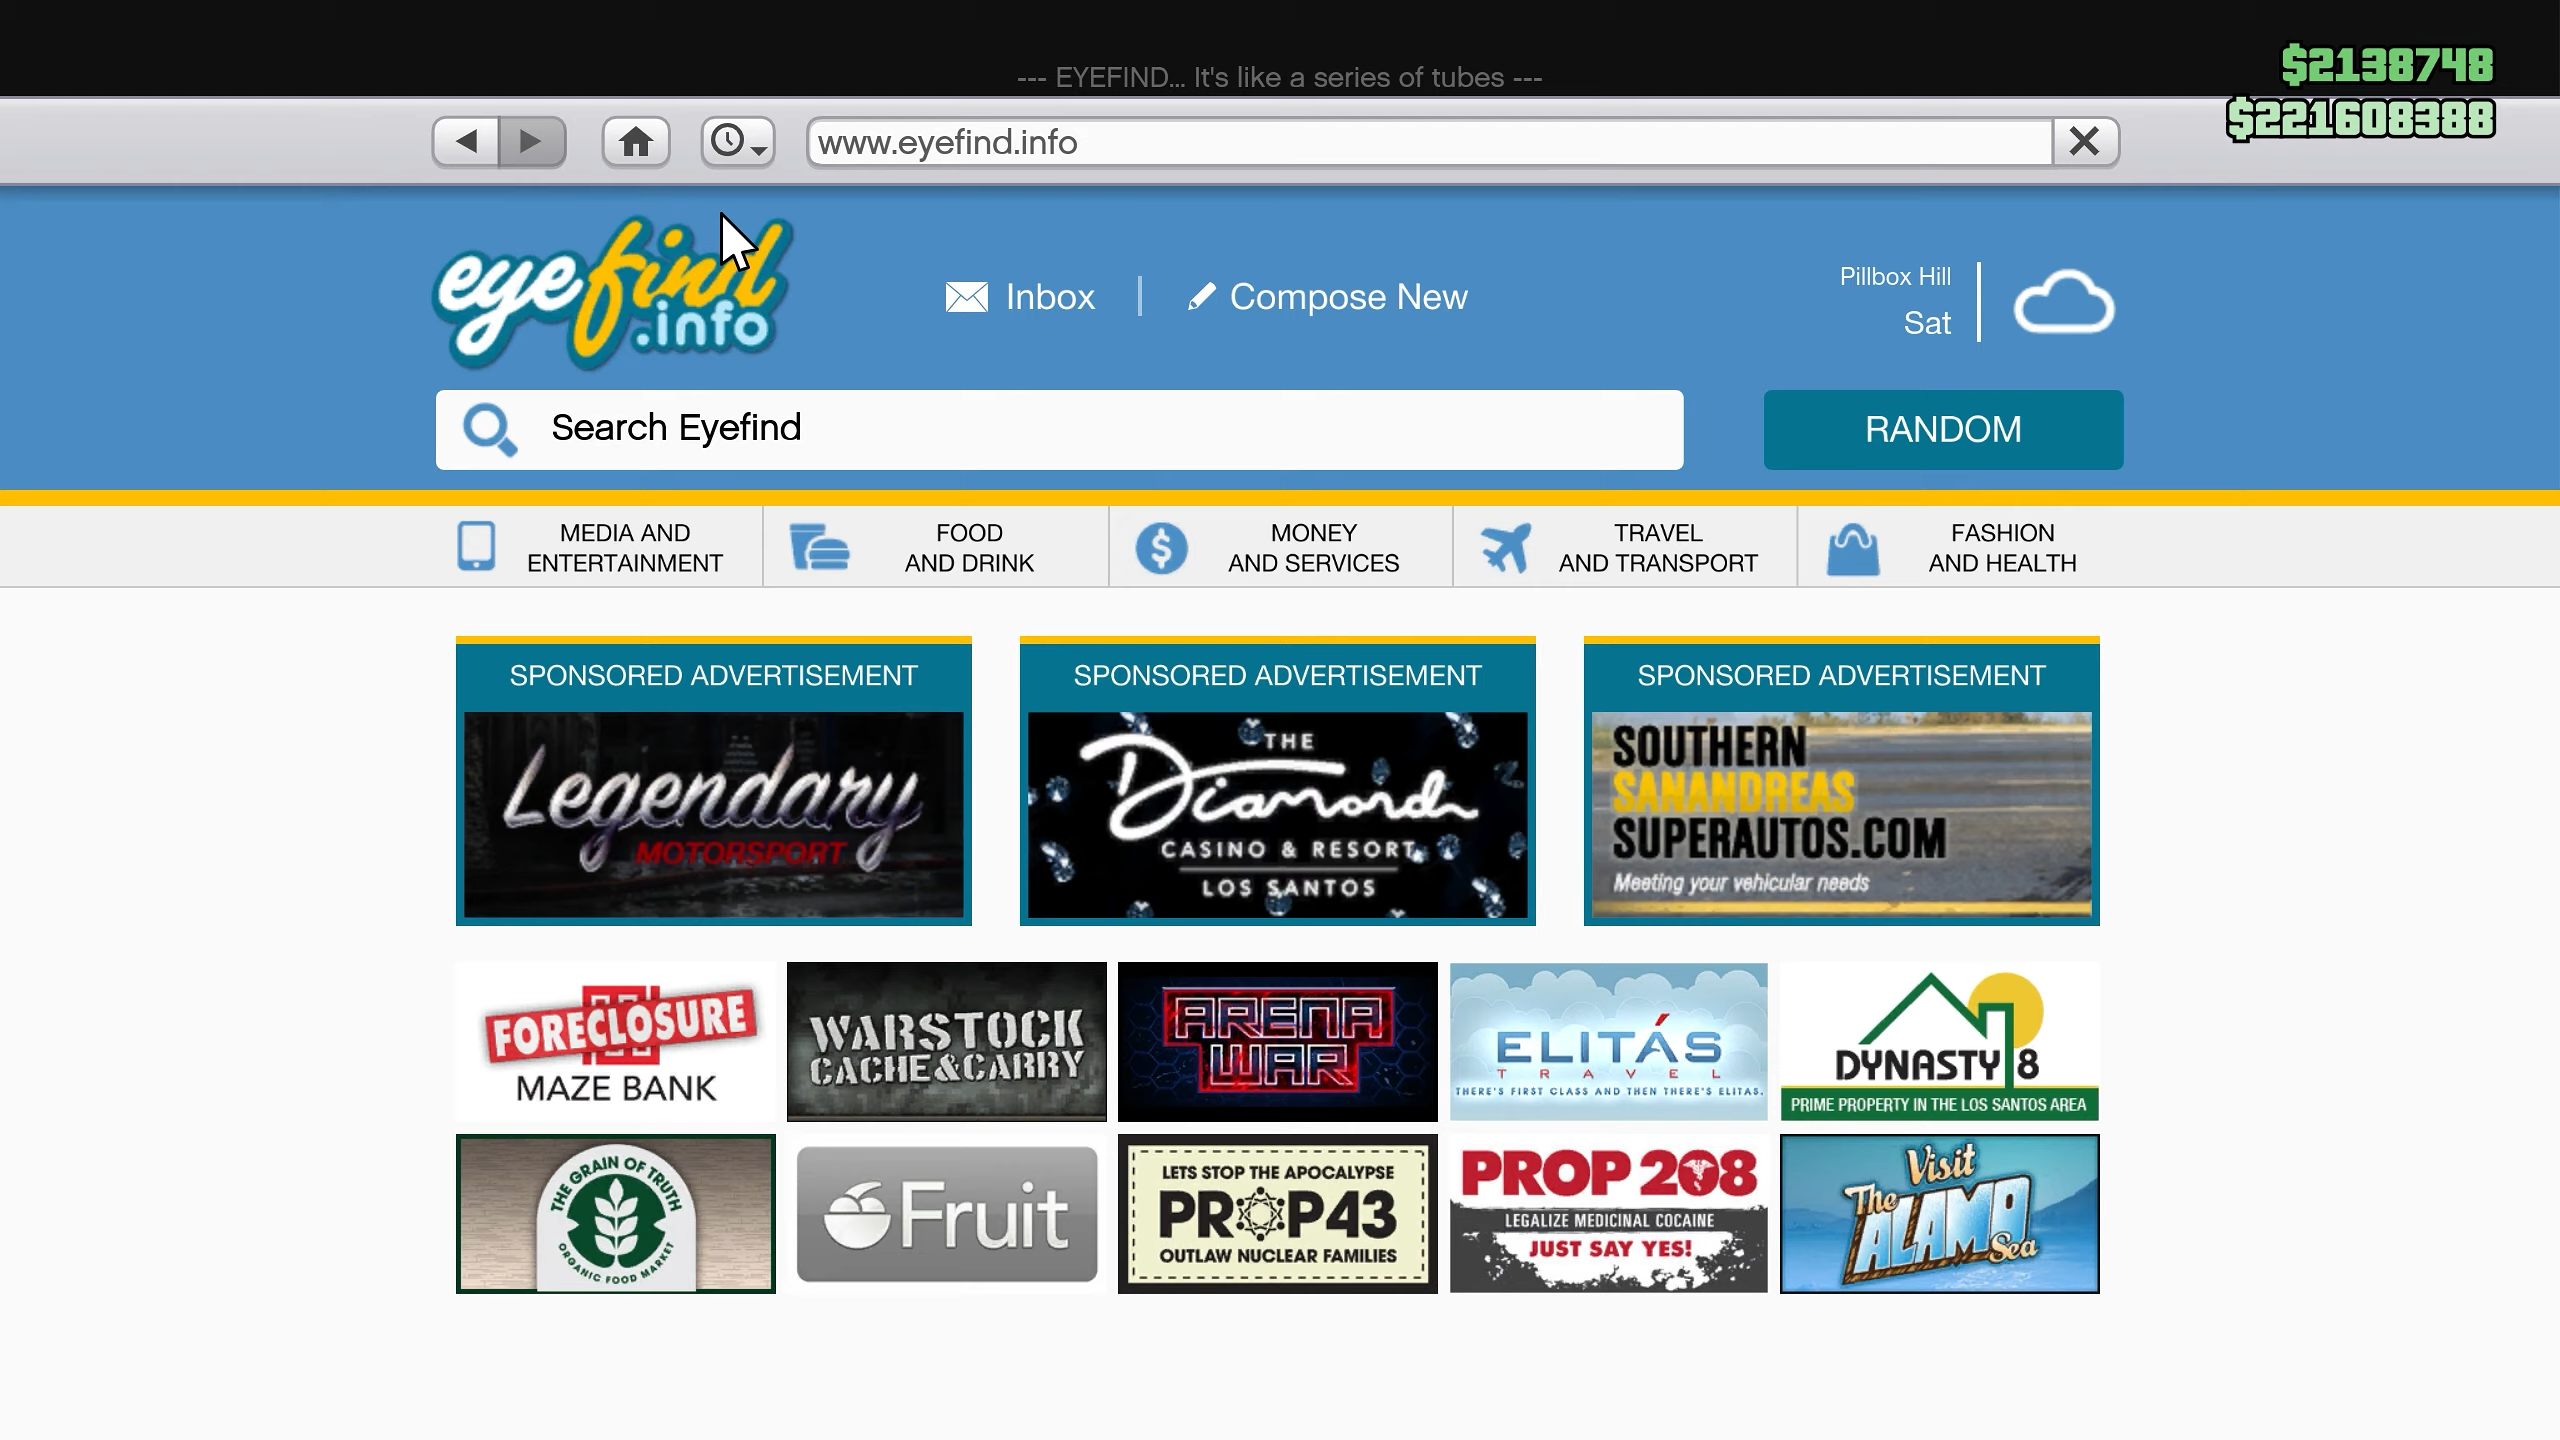 --- EYEFIND... It's like a series of tubes ---
$2138748
$221608388
www.eyefind.info
eyefind
.info
Inbox
Compose New
Pillbox Hill
Sat
Search Eyefind
RANDOM
MEDIA AND
ENTERTAINMENT
FOOD
AND DRINK
MONEY
AND SERVICES
TRAVEL
AND TRANSPORT
FASHION
AND HEALTH
SPONSORED ADVERTISEMENT
Legendary
MOTORSPORT
SPONSORED ADVERTISEMENT
THE
Diamond
CASINO & RESORT
LOS SANTOS
SPONSORED ADVERTISEMENT
SOUTHERN
SANANDREAS
SUPERAUTOS.COM
Meeting your vehicular needs
FORECLOSURE
MAZE BANK
WARSTOCK
CACHE&CARRY
ARENA
WAR
ELITÁS
TRAVEL
THERE'S FIRST CLASS AND THEN THERE'S ELITAS.
DYNASTY 8
PRIME PROPERTY IN THE LOS SANTOS AREA
THE GRAIN OF TRUTH
ORGANIC FOOD MARKET
Fruit
LETS STOP THE APOCALYPSE
PROP43
OUTLAW NUCLEAR FAMILIES
PROP 208
LEGALIZE MEDICINAL COCAINE
JUST SAY YES!
Visit
The
ALAMO
Sea